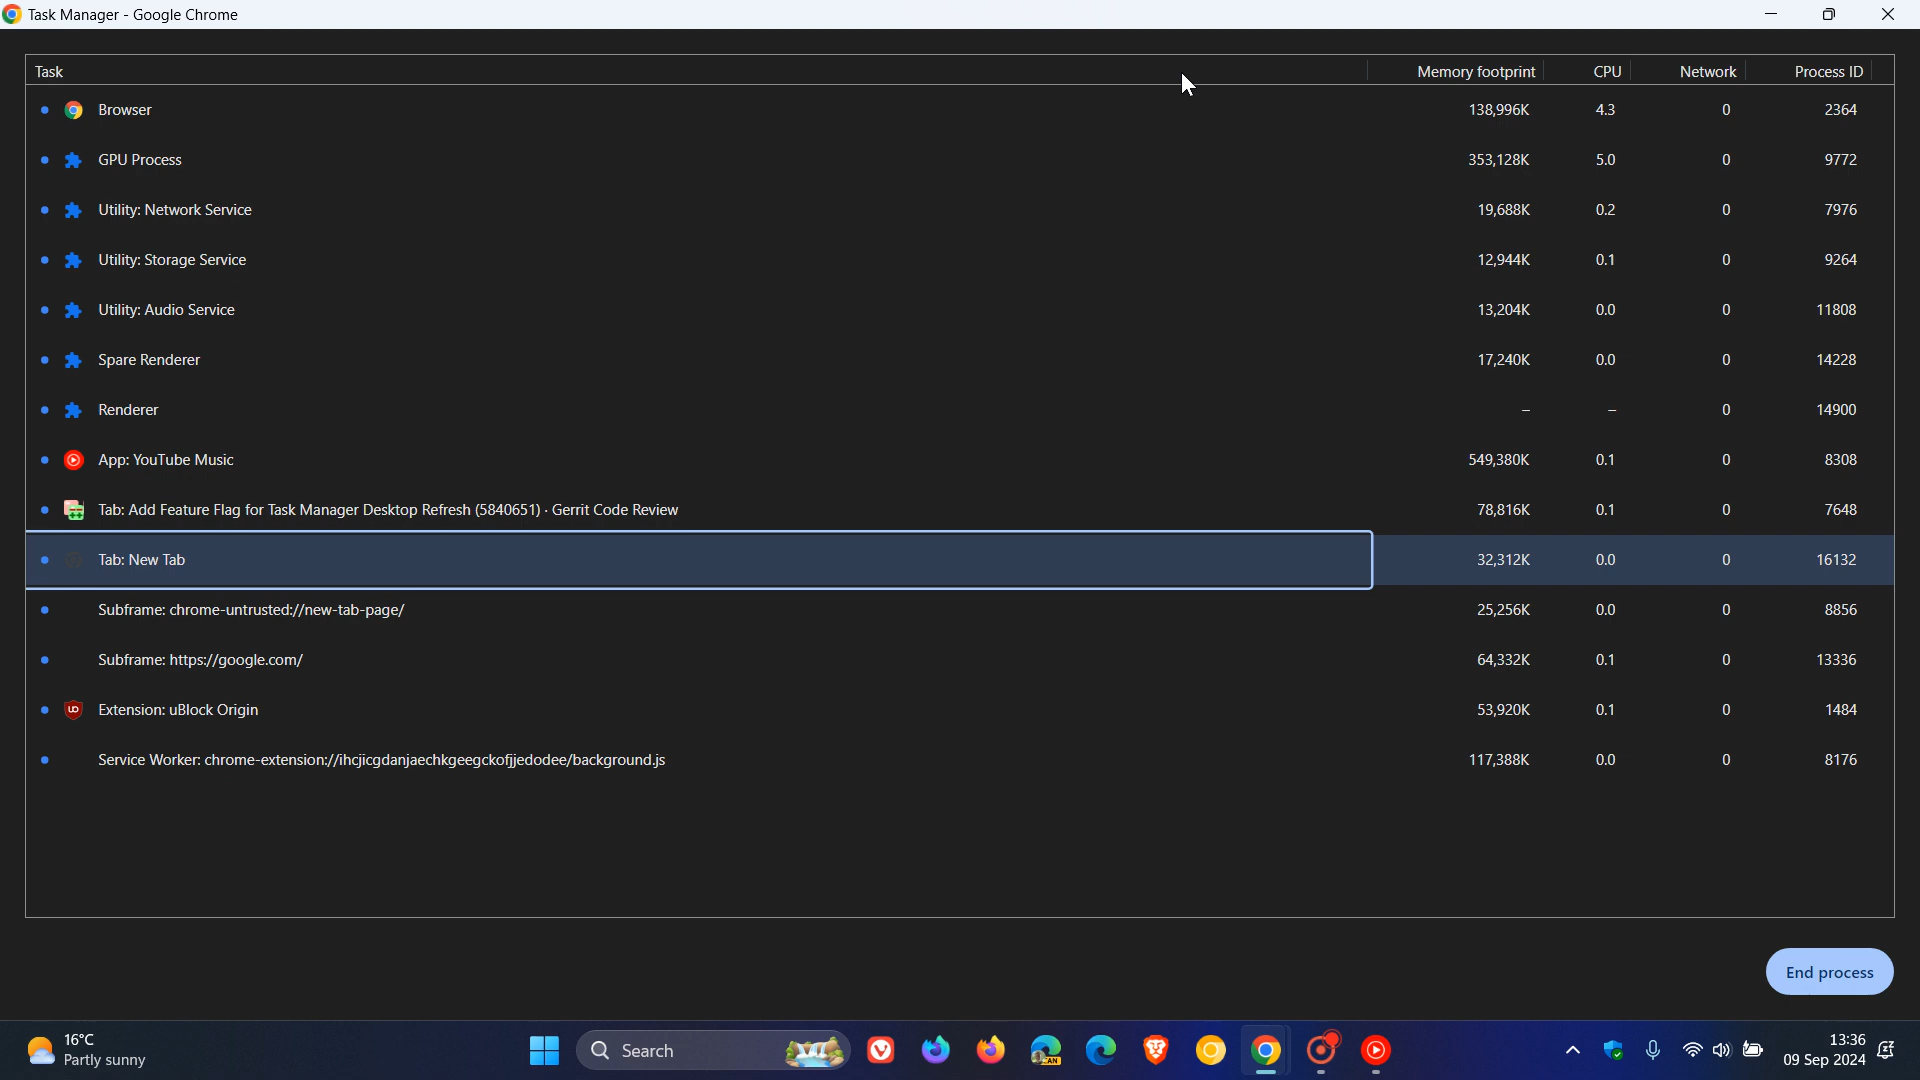 Task Manager - Google Chrome
Task Memory footprint CPU Network Process ID
Browser 138,996K 4.3 0 2364
GPU Process 353,128K 5.0 0 9772
Utility: Network Service 19,688K 0.2 0 7976
Utility: Storage Service 12,944K 0.1 0 9264
Utility: Audio Service 13,204K 0.0 0 11808
Spare Renderer 17,240K 0.0 0 14228
Renderer – – 0 14900
App: YouTube Music 549,380K 0.1 0 8308
Tab: Add Feature Flag for Task Manager Desktop Refresh (5840651) · Gerrit Code Review 78,816K 0.1 0 7648
Tab: New Tab 32,312K 0.0 0 16132
Subframe: chrome-untrusted://new-tab-page/ 25,256K 0.0 0 8856
Subframe: https://google.com/ 64,332K 0.1 0 13336
Extension: uBlock Origin 53,920K 0.1 0 1484
Service Worker: chrome-extension://ihcjicgdanjaechkgeegckofjjedodee/background.js 117,388K 0.0 0 8176
End process
16°C
Partly sunny
Search
CAN
13:36
09 Sep 2024